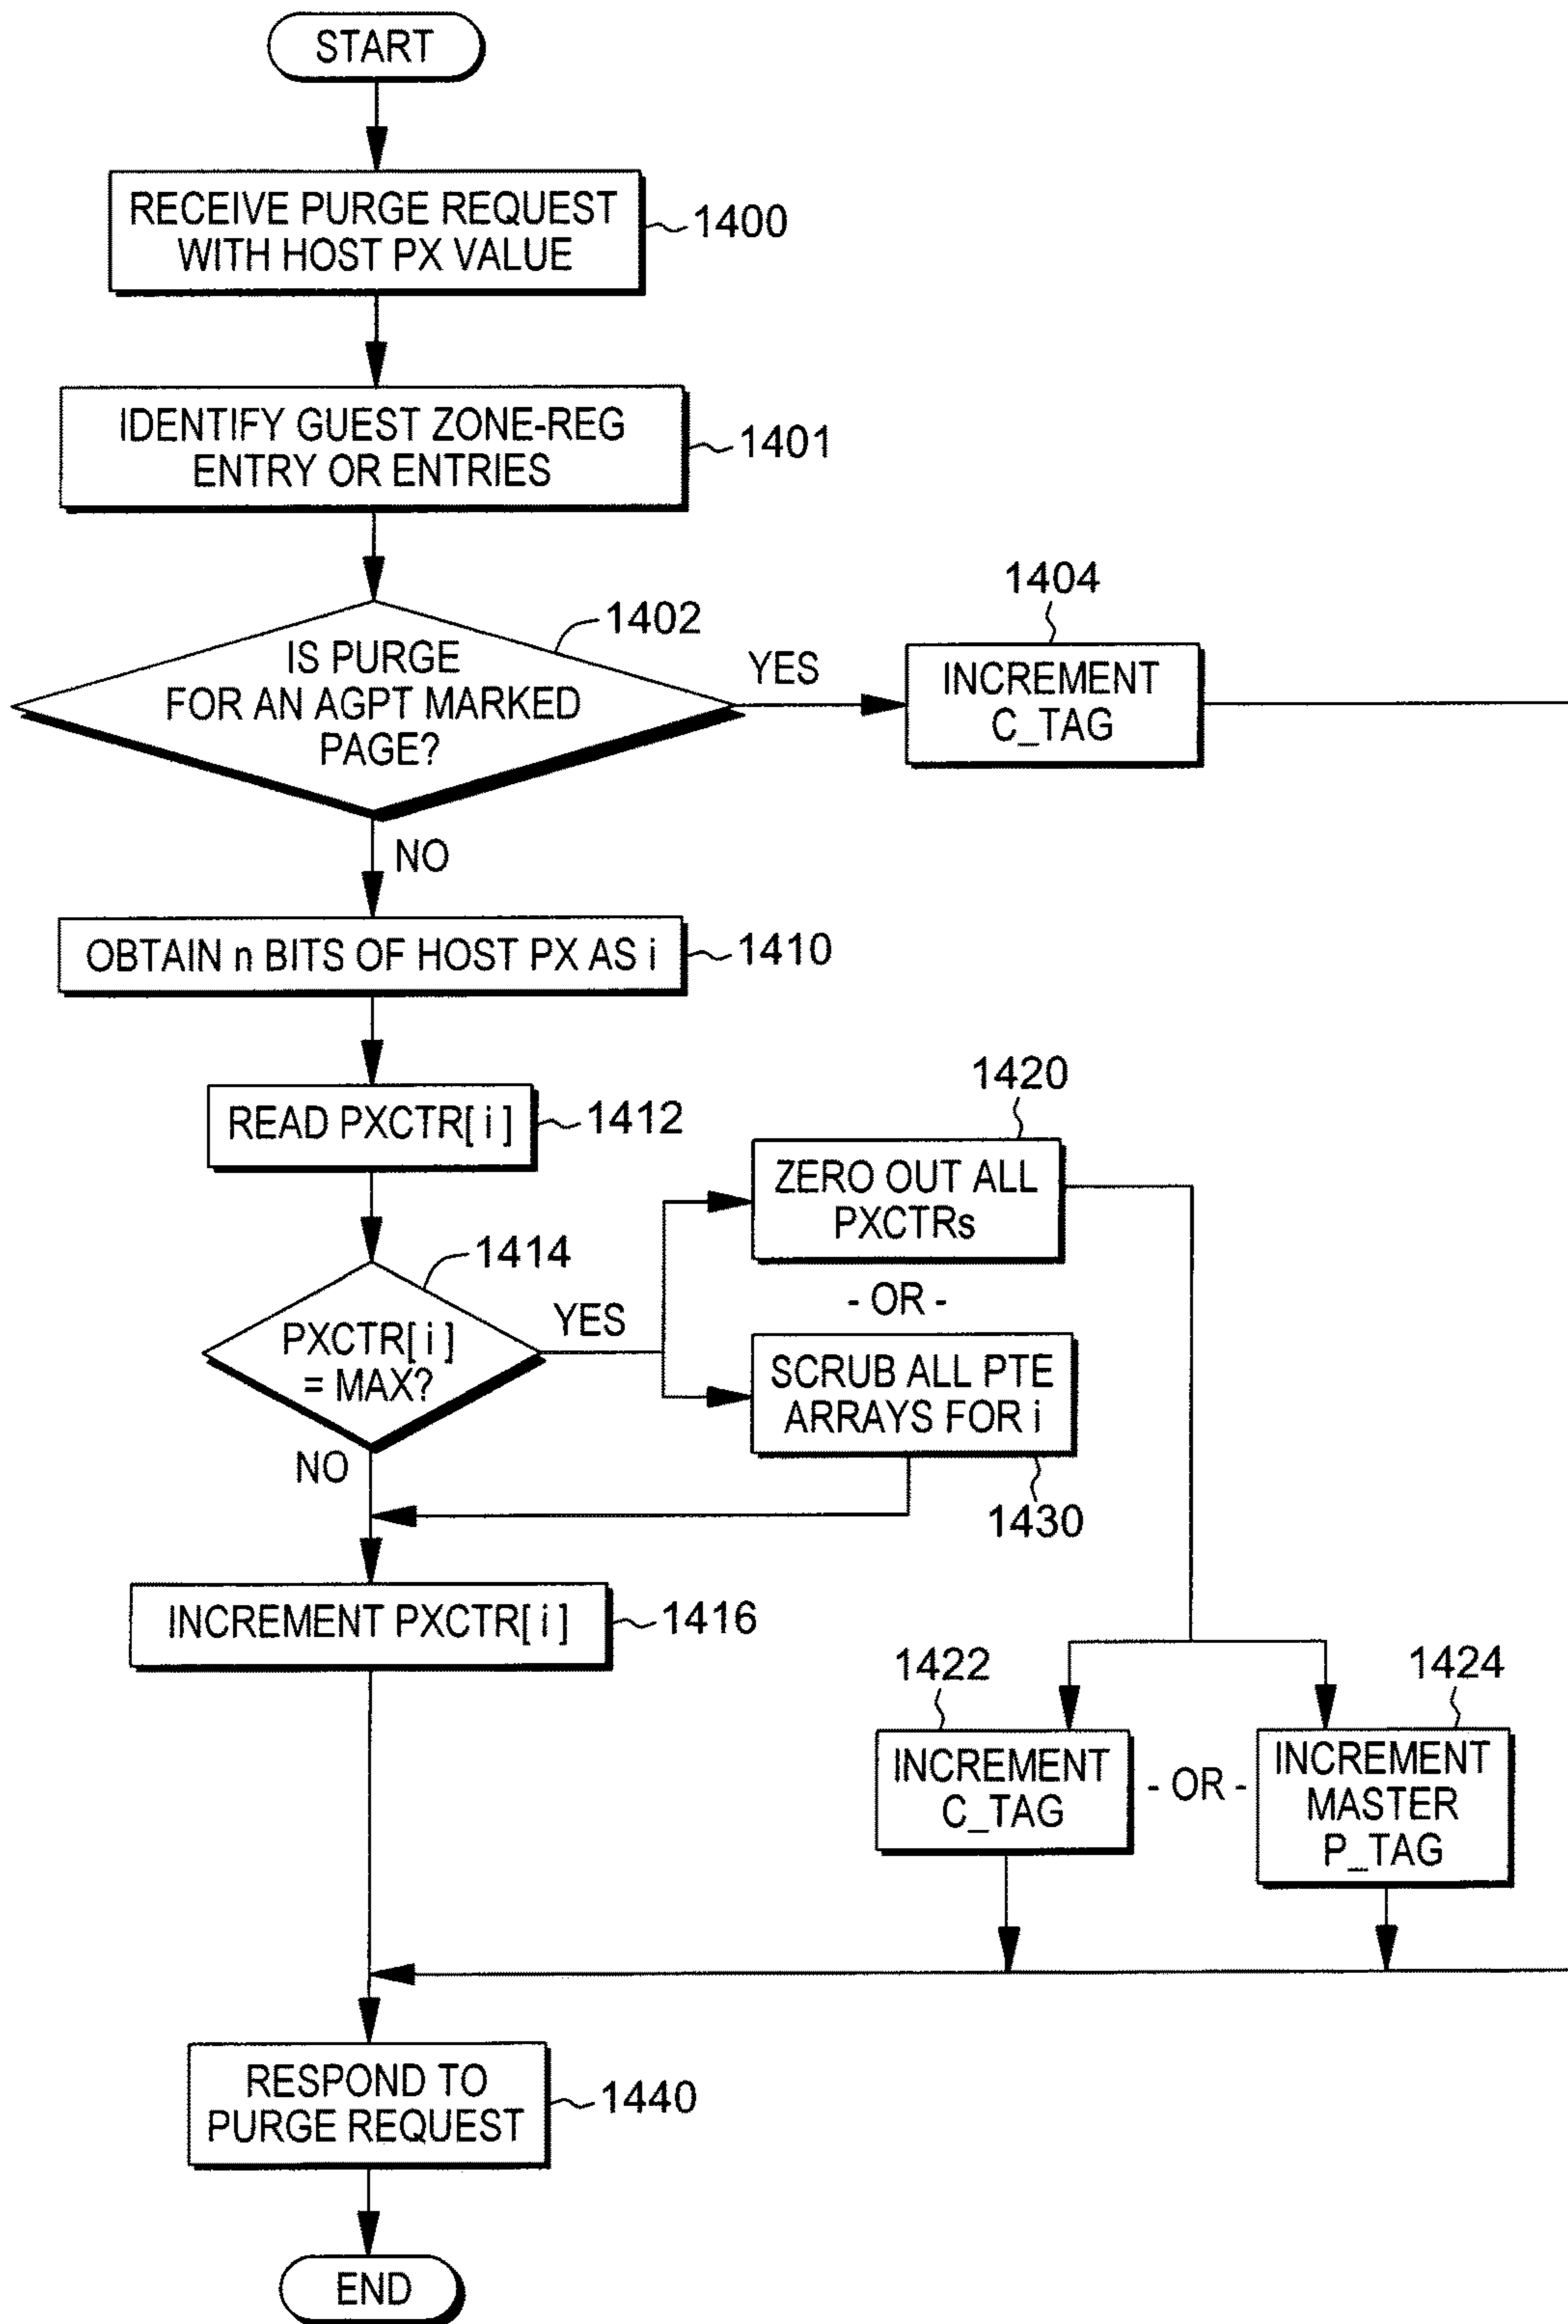 START
RECEIVE PURGE REQUEST
WITH HOST PX VALUE
1400
IDENTIFY GUEST ZONE-REG
ENTRY OR ENTRIES
1401
IS PURGE
FOR AN AGPT MARKED
PAGE?
1402
YES
1404
INCREMENT
C_TAG
NO
OBTAIN n BITS OF HOST PX AS i
1410
READ PXCTR[ i ]
1412
1420
ZERO OUT ALL
PXCTRs
- OR -
1414
PXCTR[ i ]
= MAX?
YES
SCRUB ALL PTE
ARRAYS FOR i
1430
NO
INCREMENT PXCTR[ i ]
1416
1422
INCREMENT
C_TAG
- OR -
1424
INCREMENT
MASTER
P_TAG
RESPOND TO
PURGE REQUEST
1440
END